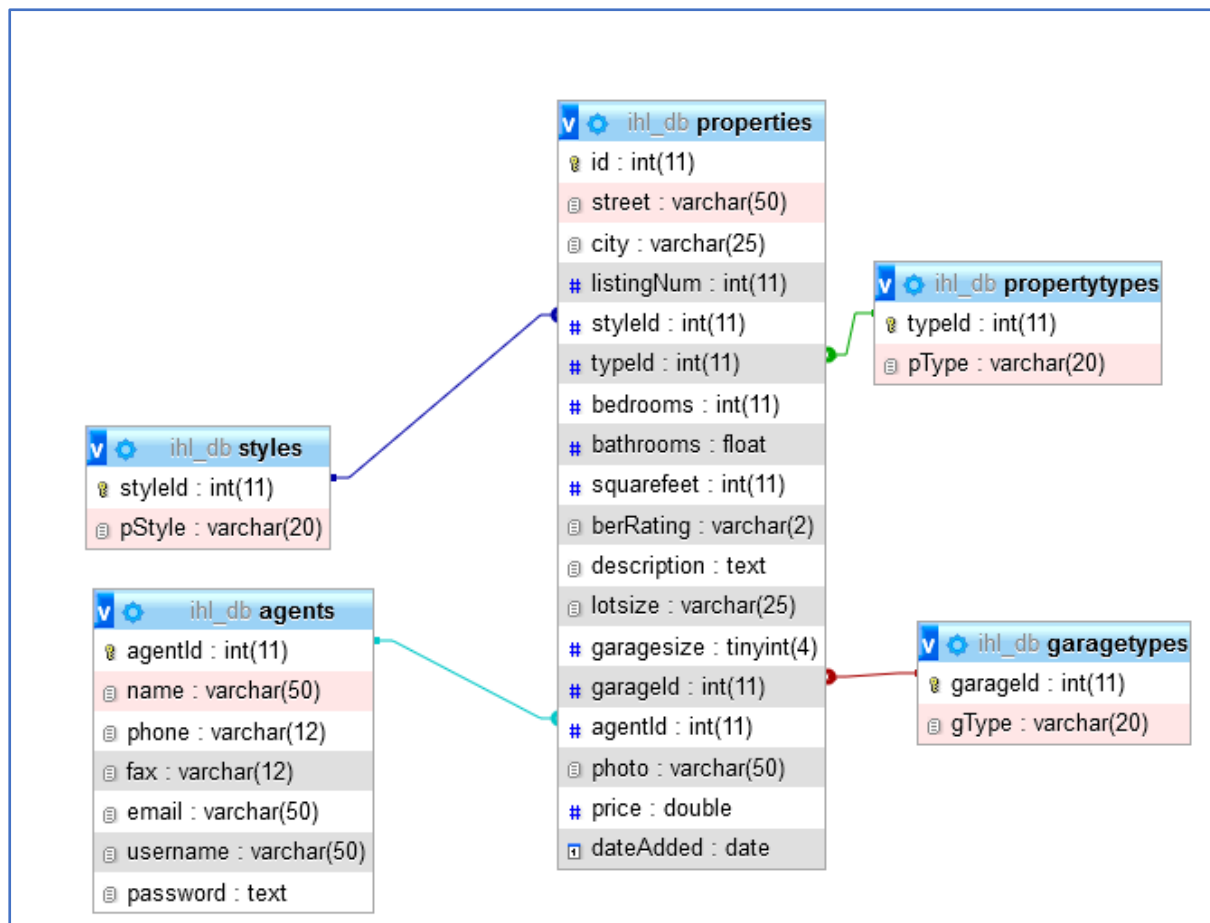 v ihl_db properties
id : int(11)
street : varchar(50)
city : varchar(25)
# listingNum : int(11)
# styleId : int(11)
# typeId : int(11)
# bedrooms : int(11)
# bathrooms : float
# squarefeet : int(11)
berRating : varchar(2)
description : text
lotsize : varchar(25)
# garagesize : tinyint(4)
# garageId : int(11)
# agentId : int(11)
photo : varchar(50)
# price : double
dateAdded : date
v ihl_db propertytypes
typeId : int(11)
pType : varchar(20)
v ihl_db styles
styleId : int(11)
pStyle : varchar(20)
v ihl_db agents
agentId : int(11)
name : varchar(50)
phone : varchar(12)
fax : varchar(12)
email : varchar(50)
username : varchar(50)
password : text
v ihl_db garagetypes
garageId : int(11)
gType : varchar(20)